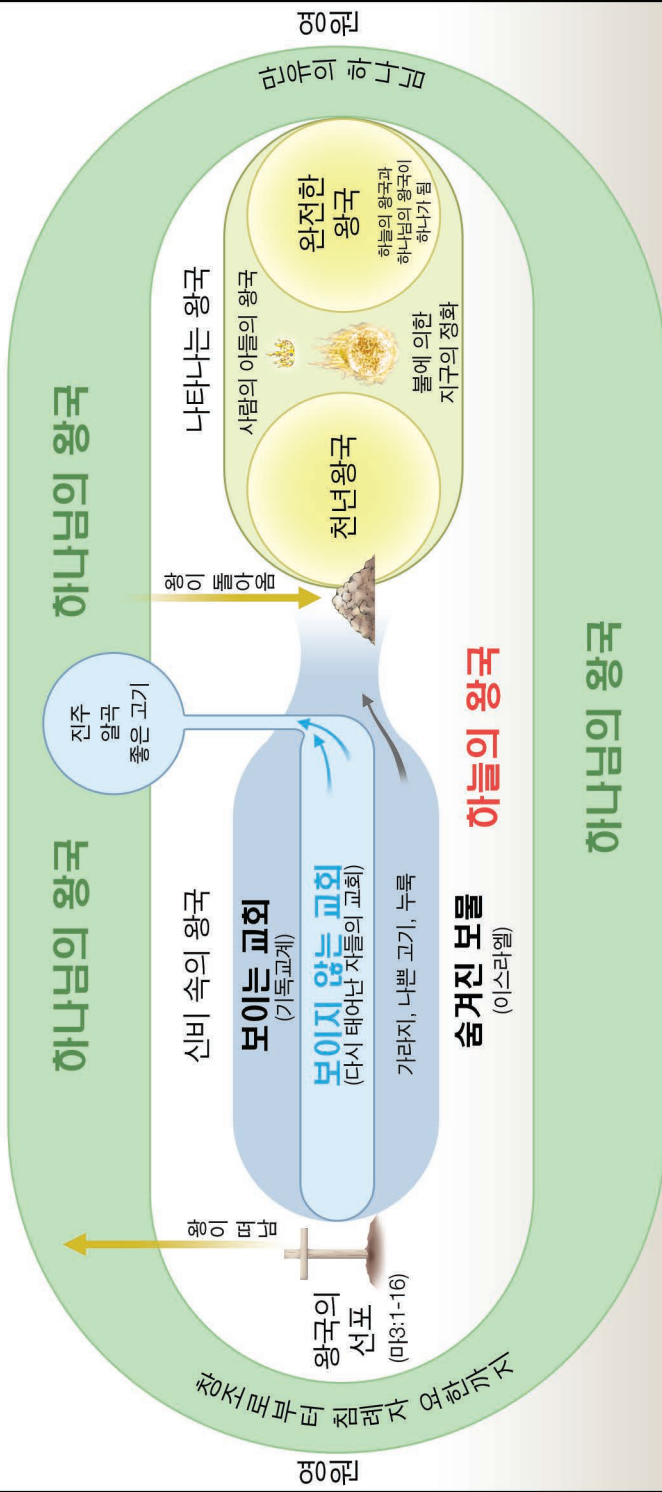 영원
창조로부터 침례자 요한까지
하나님의 왕국
하나님의 왕국
왕이 떠남
왕국의
선포
(마3:1-16)
신비 속의 왕국
보이는 교회
(기독교계)
보이지 않는 교회
(다시 태어난 자들의 교회)
가라지, 나쁜 고기, 누룩
숨겨진 보물
(이스라엘)
진주
알곡
좋은 고기
하늘의 왕국
왕이 돌아옴
나타나는 왕국
사람의 아들의 왕국
천년왕국
불에 의한
지구의 정화
완전한
왕국
하늘의 왕국과
하나님의 왕국이
하나가 됨
하나님의 왕국
만유의 하나님
영원